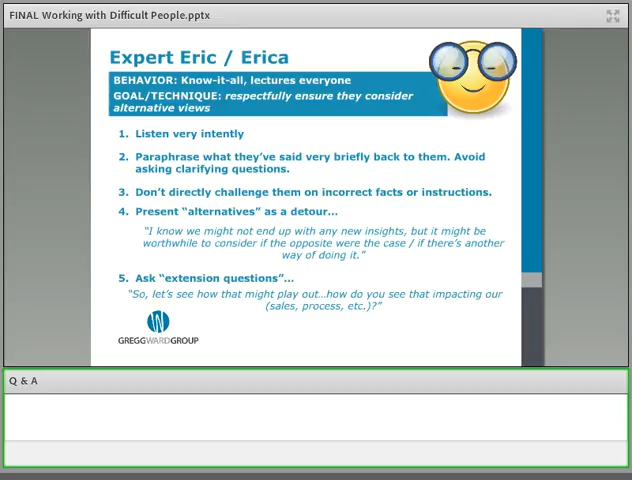 FINAL Working with Difficult People.pptx
Expert Eric / Erica
BEHAVIOR: Know-it-all, lectures everyone
GOAL/TECHNIQUE: respectfully ensure they consider
alternative views
1. Listen very intently
2. Paraphrase what they've said very briefly back to them. Avoid
asking clarifying questions.
3. Don't directly challenge them on incorrect facts or instructions.
4. Present “alternatives” as a detour…
“I know we might not end up with any new insights, but it might be
worthwhile to consider if the opposite were the case / if there's another
way of doing it.”
5. Ask “extension questions”…
“So, let's see how that might play out…how do you see that impacting our
(sales, process, etc.)?”
GREGGWARDGROUP
Q & A